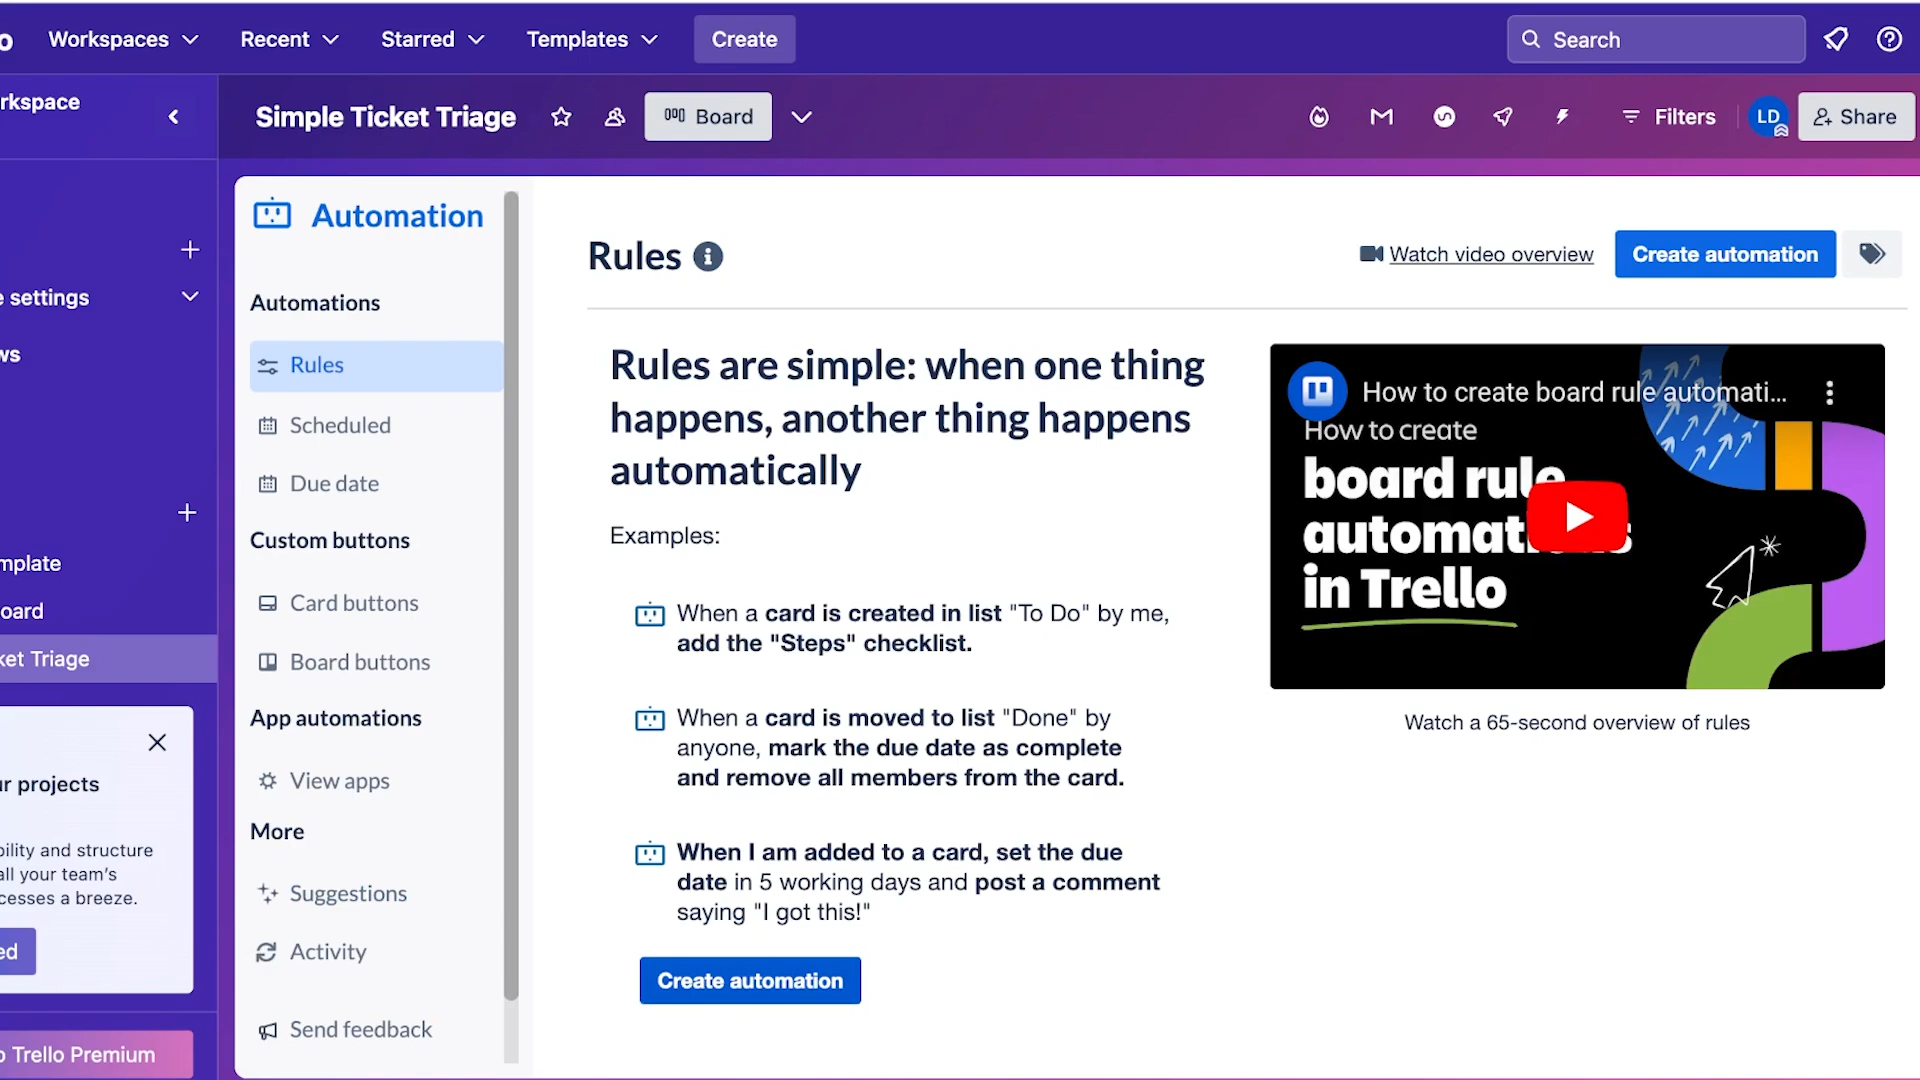 o Workspaces Recent Starred Templates Create Search
rkspace
Simple Ticket Triage Board Filters LD Share
e settings
ws
mplate
oard
ket Triage
r projects
bility and structure
all your team's
cesses a breeze.
ed
o Trello Premium
Automation
Automations
Rules
Scheduled
Due date
Custom buttons
Card buttons
Board buttons
App automations
View apps
More
Suggestions
Activity
Send feedback
Rules
Watch video overview Create automation
Rules are simple: when one thing
happens, another thing happens
automatically
Examples:
When a card is created in list "To Do" by me,
add the "Steps" checklist.
When a card is moved to list "Done" by
anyone, mark the due date as complete
and remove all members from the card.
When I am added to a card, set the due
date in 5 working days and post a comment
saying "I got this!"
Create automation
How to create board rule automati...
How to create
board rule
automat s
in Trello
Watch a 65-second overview of rules